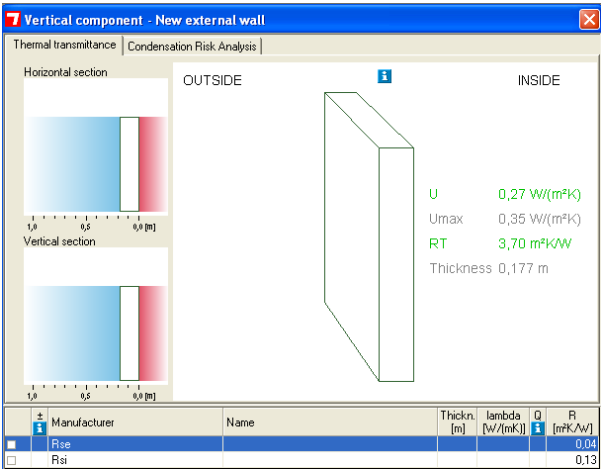 Vertical component - New external wall
Thermal transmittance Condensation Risk Analysis
Horizontal section
OUTSIDE INSIDE
1,0 0,5 0,0 [m]
U 0,27 W/(m²K)
Umax 0,35 W/(m²K)
RT 3,70 m²K/W
Thickness 0,177 m
Vertical section
1,0 0,5 0,0 [m]
± Manufacturer Name Thickn. [m] lambda [W/(mK)] Q R [m²K/W]
Rse 0,04
Rsi 0,13